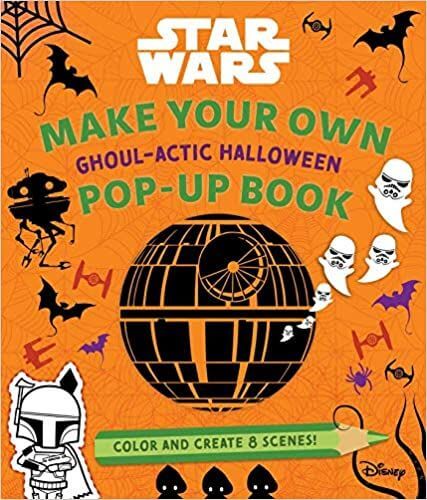 STAR
WARS
MAKE YOUR OWN
GHOUL-ACTIC HALLOWEEN
POP-UP BOOK
COLOR AND CREATE 8 SCENES!
DISNEY